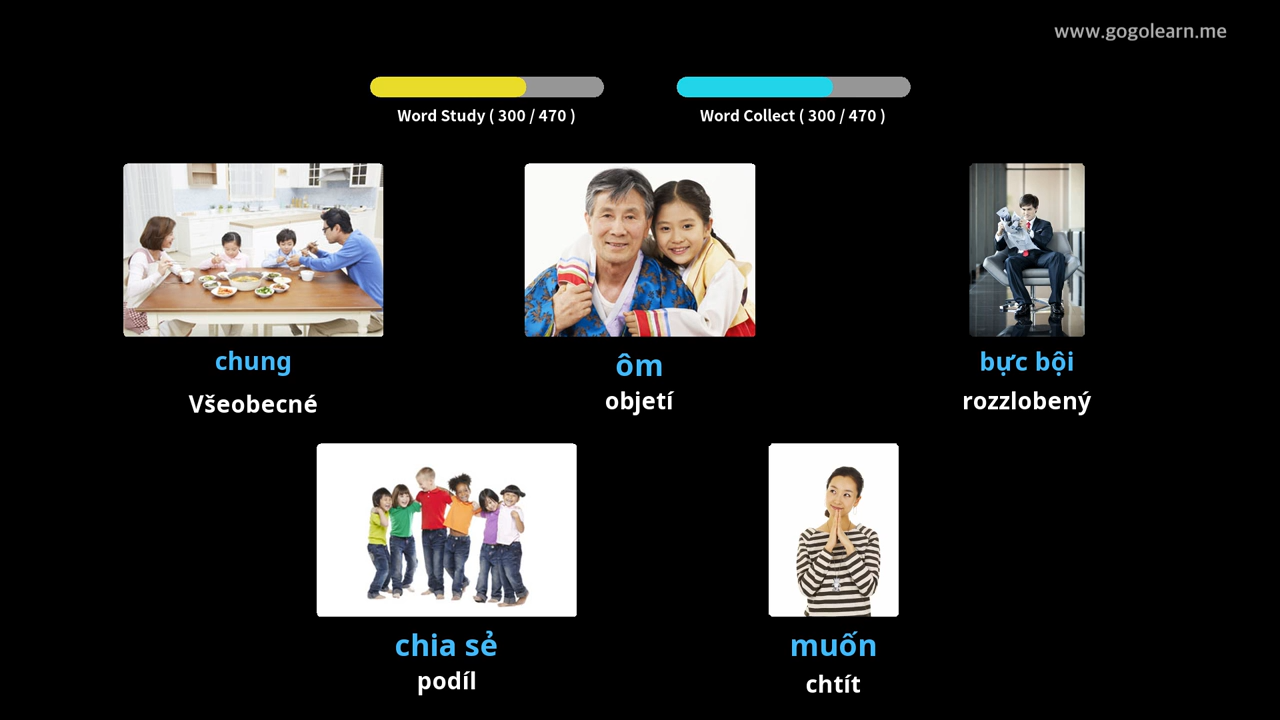 www.gogolearn.me
Word Study ( 300 / 470 )
Word Collect ( 300 / 470 )
chung
Všeobecné
ôm
objetí
bực bội
rozzlobený
chia sẻ
podíl
muốn
chtít